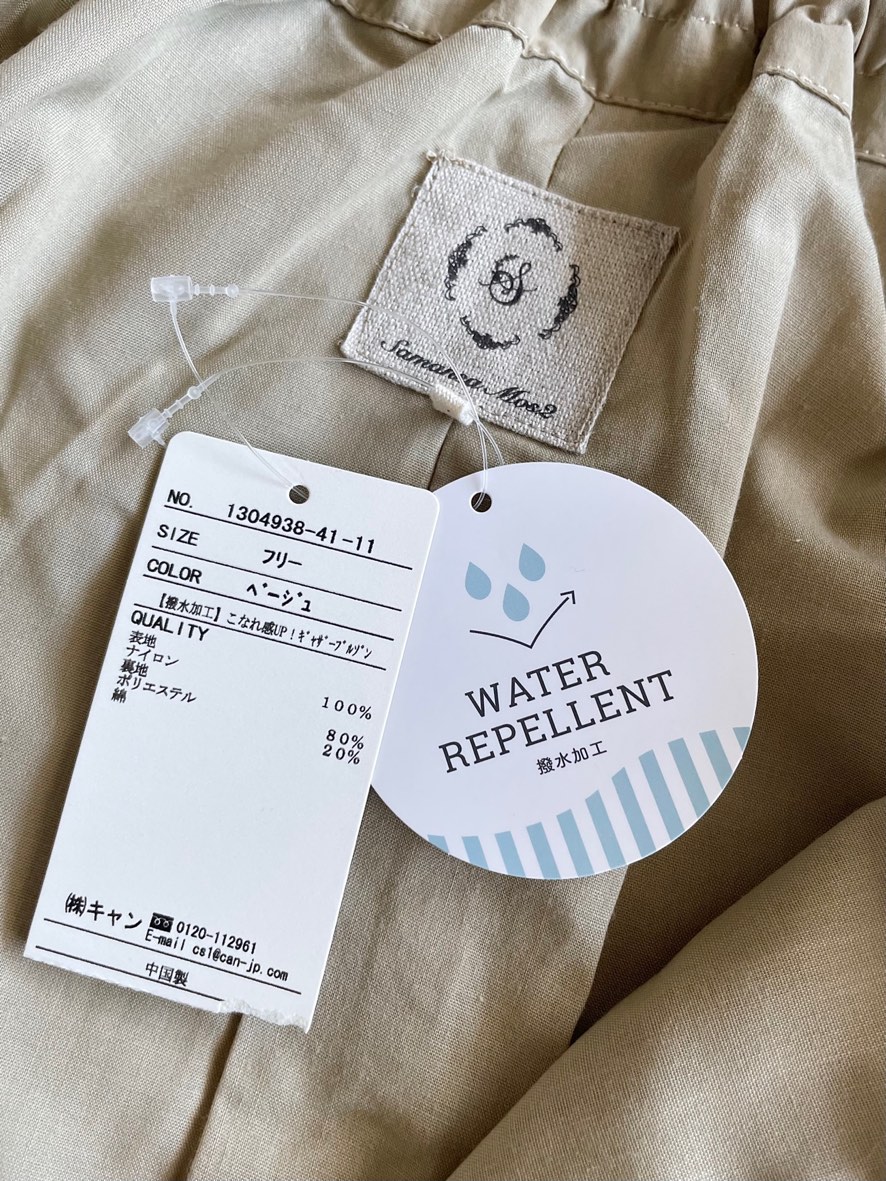 S
Samansa Mos2
NO. 1304938-41-11
SIZE フリー
COLOR ベージュ
【撥水加工】こなれ感UP！ギャザーブルゾン
QUALITY
表地
ナイロン 100%
裏地
ポリエステル 80%
綿 20%
㈱キャン 0120-112961
E-mail cs1@can-jp.com
中国製
WATER
REPELLENT
撥水加工